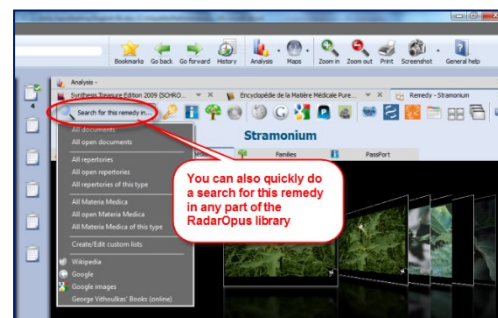 Bookmarks Go back Go forward History Analysis Maps Zoom in Zoom out Print Screenshot General help
Analysis -
Synthesis Treasure Edition 2009 (SCHRO... Encyclopédie de la Matière Médicale Pure... Remedy - Stramonium
Search for this remedy in...
4
All documents
All open documents
Stramonium
All repertories
Families PassPort
All open repertories
All repertories of this type
All Materia Medica
All open Materia Medica
All Materia Medica of this type
Create/Edit custom lists
Wikipedia
Google
Google images
George Vithoulkas' Books (online)
You can also quickly do
a search for this remedy
in any part of the
RadarOpus library